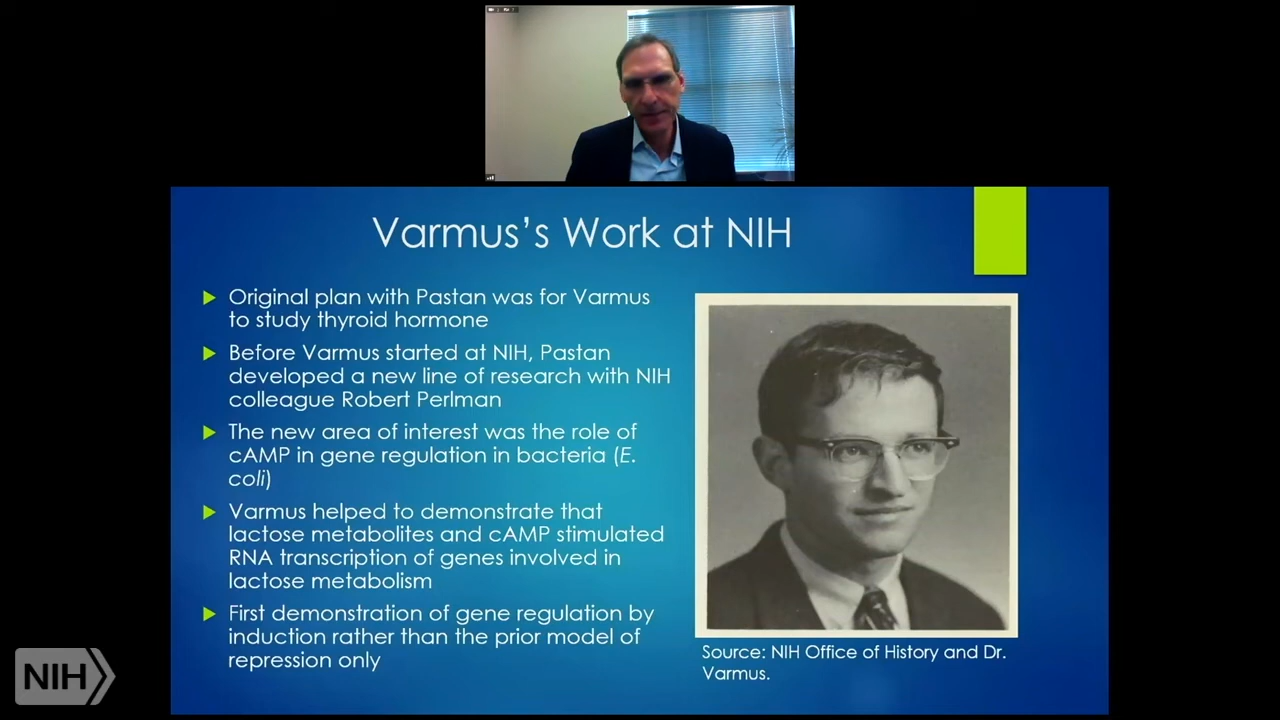 Varmus's Work at NIH
Original plan with Pastan was for Varmus
to study thyroid hormone
Before Varmus started at NIH, Pastan
developed a new line of research with NIH
colleague Robert Perlman
The new area of interest was the role of
cAMP in gene regulation in bacteria (E.
coli)
Varmus helped to demonstrate that
lactose metabolites and cAMP stimulated
RNA transcription of genes involved in
lactose metabolism
First demonstration of gene regulation by
induction rather than the prior model of
repression only
Source: NIH Office of History and Dr.
Varmus.
NIH